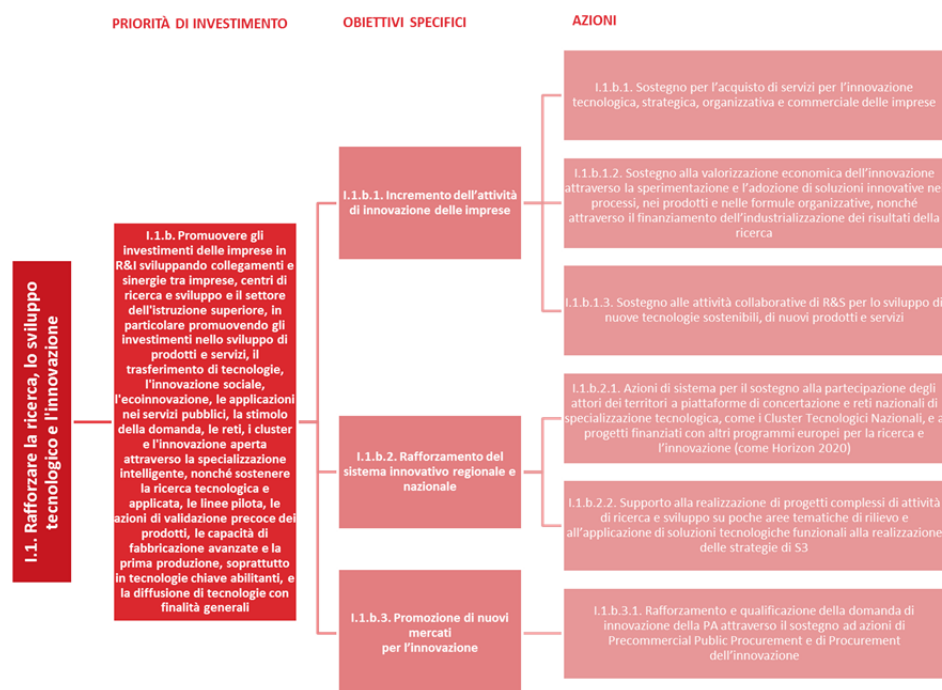 PRIORITÀ DI INVESTIMENTO
OBIETTIVI SPECIFICI
AZIONI
I.1. Rafforzare la ricerca, lo sviluppo
tecnologico e l'innovazione
I.1.b. Promuovere gli
investimenti delle imprese in
R&I sviluppando collegamenti e
sinergie tra imprese, centri di
ricerca e sviluppo e il settore
dell'istruzione superiore, in
particolare promuovendo gli
investimenti nello sviluppo di
prodotti e servizi, il
trasferimento di tecnologie,
l'innovazione sociale,
l'ecoinnovazione, le applicazioni
nei servizi pubblici, la stimolo
della domanda, le reti, i cluster
e l'innovazione aperta
attraverso la specializzazione
intelligente, nonché sostenere
la ricerca tecnologica e
applicata, le linee pilota, le
azioni di validazione precoce dei
prodotti, le capacità di
fabbricazione avanzate e la
prima produzione, soprattutto
in tecnologie chiave abilitanti, e
la diffusione di tecnologie con
finalità generali
I.1.b.1. Incremento dell'attività
di innovazione delle imprese
I.1.b.1. Sostegno per l'acquisto di servizi per l'innovazione
tecnologica, strategica, organizzativa e commerciale delle imprese
I.1.b.1.2. Sostegno alla valorizzazione economica dell'innovazione
attraverso la sperimentazione e l'adozione di soluzioni innovative nei
processi, nei prodotti e nelle formule organizzative, nonché
attraverso il finanziamento dell'industrializzazione dei risultati della
ricerca
I.1.b.1.3. Sostegno alle attività collaborative di R&S per lo sviluppo di
nuove tecnologie sostenibili, di nuovi prodotti e servizi
I.1.b.2. Rafforzamento del
sistema innovativo regionale e
nazionale
I.1.b.2.1. Azioni di sistema per il sostegno alla partecipazione degli
attori dei territori a piattaforme di concertazione e reti nazionali di
specializzazione tecnologica, come i Cluster Tecnologici Nazionali, e a
progetti finanziati con altri programmi europei per la ricerca e
l'innovazione (come Horizon 2020)
I.1.b.2.2. Supporto alla realizzazione di progetti complessi di attività
di ricerca e sviluppo su poche aree tematiche di rilievo e
all'applicazione di soluzioni tecnologiche funzionali alla realizzazione
delle strategie di S3
I.1.b.3. Promozione di nuovi
mercati
per l'innovazione
I.1.b.3.1. Rafforzamento e qualificazione della domanda di
innovazione della PA attraverso il sostegno ad azioni di
Precommercial Public Procurement e di Procurement
dell'innovazione